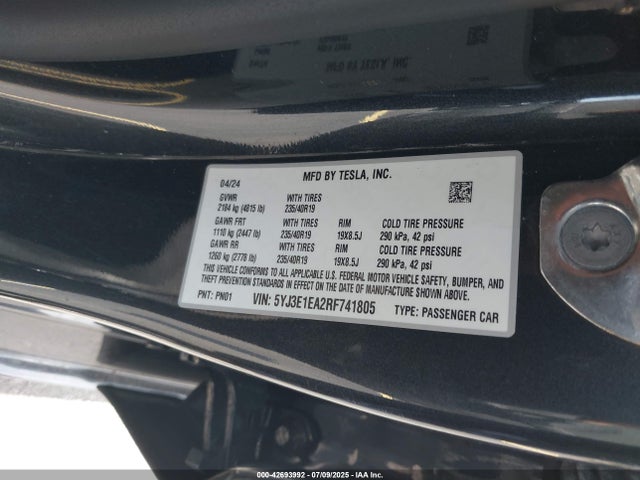 MFD BY TESLA, INC.
04/24
GVWR WITH TIRES
2184 kg (4815 lb) 235/40R19
GAWR FRT WITH TIRES RIM COLD TIRE PRESSURE
1110 kg (2447 lb) 235/40R19 19X8.5J 290 kPa, 42 psi
GAWR RR WITH TIRES RIM COLD TIRE PRESSURE
1260 kg (2778 lb) 235/40R19 19X8.5J 290 kPa, 42 psi
THIS VEHICLE CONFORMS TO ALL APPLICABLE U.S. FEDERAL MOTOR VEHICLE SAFETY, BUMPER, AND
THEFT PREVENTION STANDARDS IN EFFECT ON THE DATE OF MANUFACTURE SHOWN ABOVE.
PNT: PN01 VIN: 5YJ3E1EA2RF741805 TYPE: PASSENGER CAR
00-42693992 - 07/09/2025 - IAA Inc.